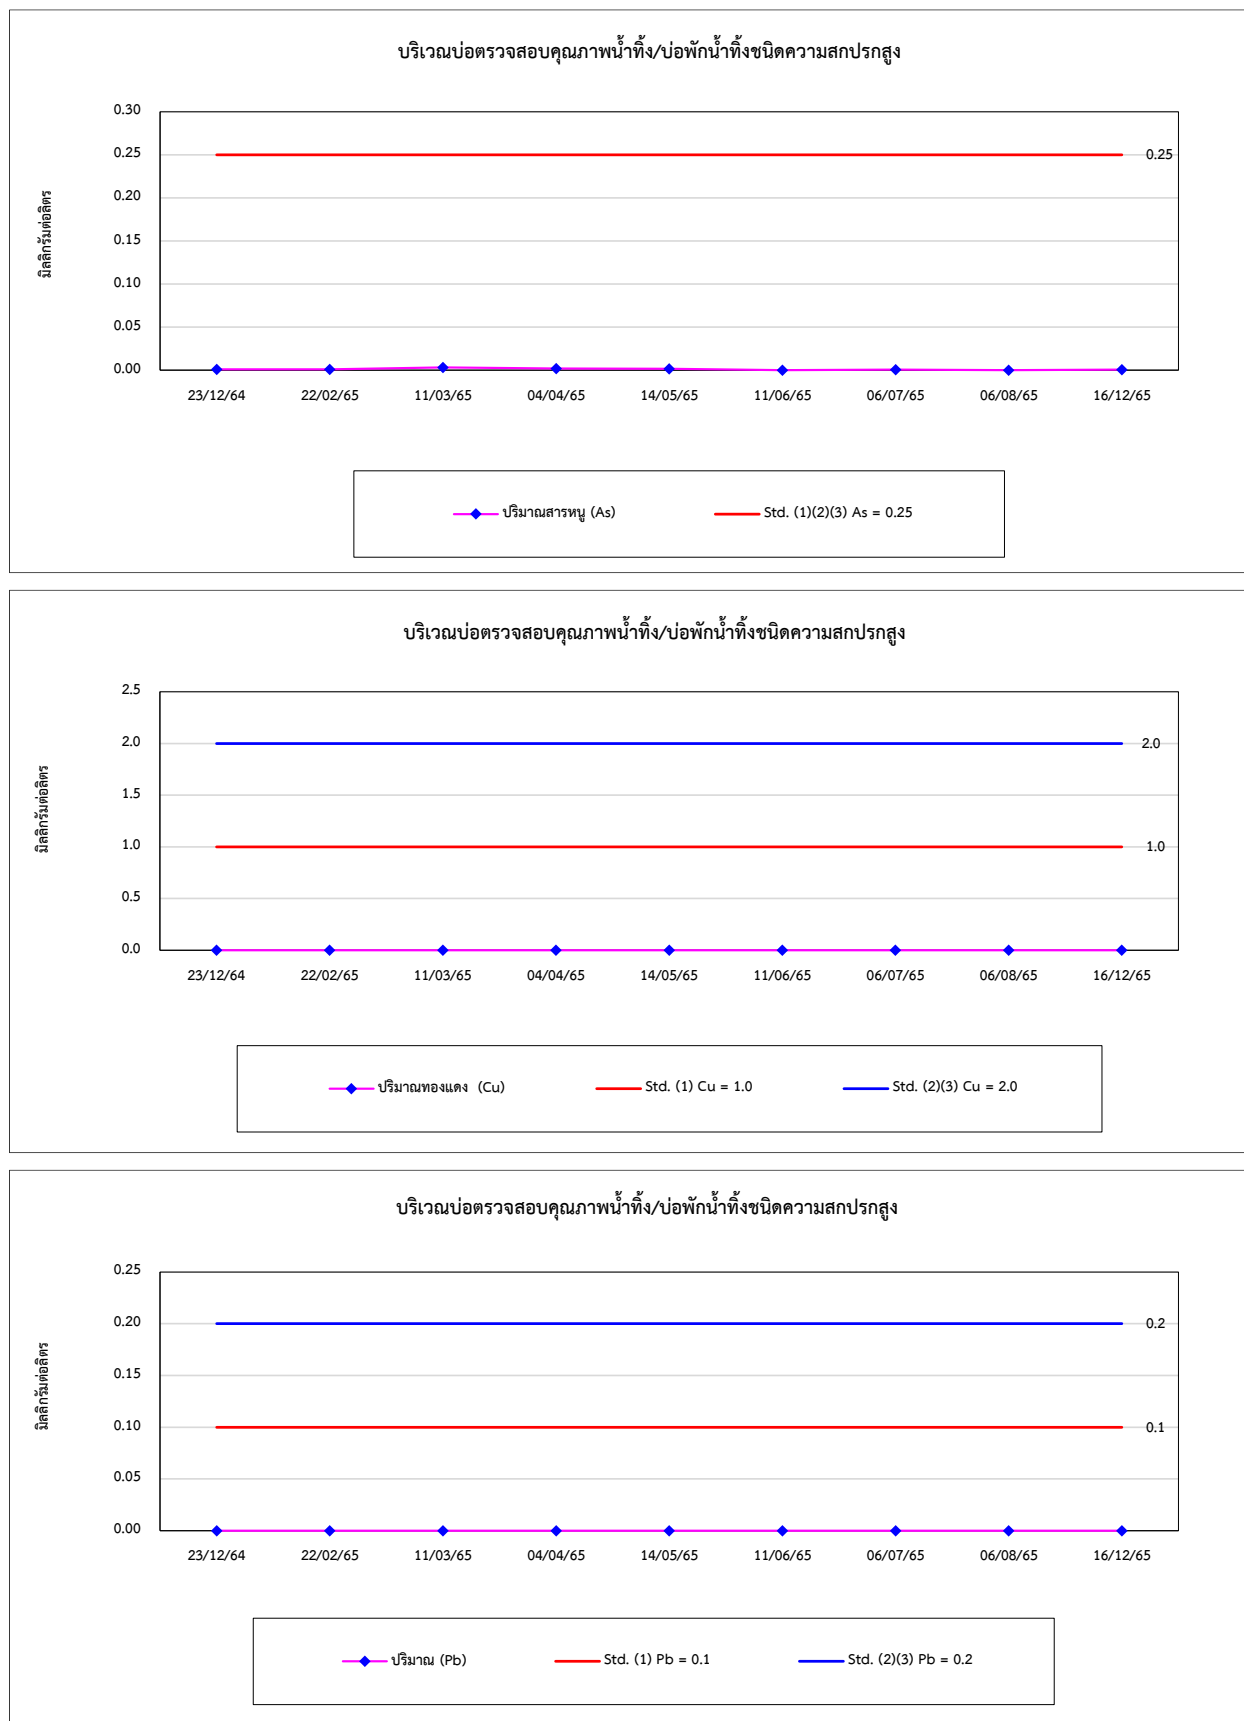 บริเวณบ่อตรวจสอบคุณภาพน้ำทิ้ง/บ่อพักน้ำทิ้งชนิดความสกปรกสูง
มิลลิกรัมต่อลิตร
0.30
0.25
0.20
0.15
0.10
0.05
0.00
0.25
23/12/64 22/02/65 11/03/65 04/04/65 14/05/65 11/06/65 06/07/65 06/08/65 16/12/65
ปริมาณสารหนู (As) Std. (1)(2)(3) As = 0.25
บริเวณบ่อตรวจสอบคุณภาพน้ำทิ้ง/บ่อพักน้ำทิ้งชนิดความสกปรกสูง
มิลลิกรัมต่อลิตร
2.5
2.0
1.5
1.0
0.5
0.0
2.0
1.0
23/12/64 22/02/65 11/03/65 04/04/65 14/05/65 11/06/65 06/07/65 06/08/65 16/12/65
ปริมาณทองแดง (Cu) Std. (1) Cu = 1.0 Std. (2)(3) Cu = 2.0
บริเวณบ่อตรวจสอบคุณภาพน้ำทิ้ง/บ่อพักน้ำทิ้งชนิดความสกปรกสูง
มิลลิกรัมต่อลิตร
0.25
0.20
0.15
0.10
0.05
0.00
0.2
0.1
23/12/64 22/02/65 11/03/65 04/04/65 14/05/65 11/06/65 06/07/65 06/08/65 16/12/65
ปริมาณ (Pb) Std. (1) Pb = 0.1 Std. (2)(3) Pb = 0.2